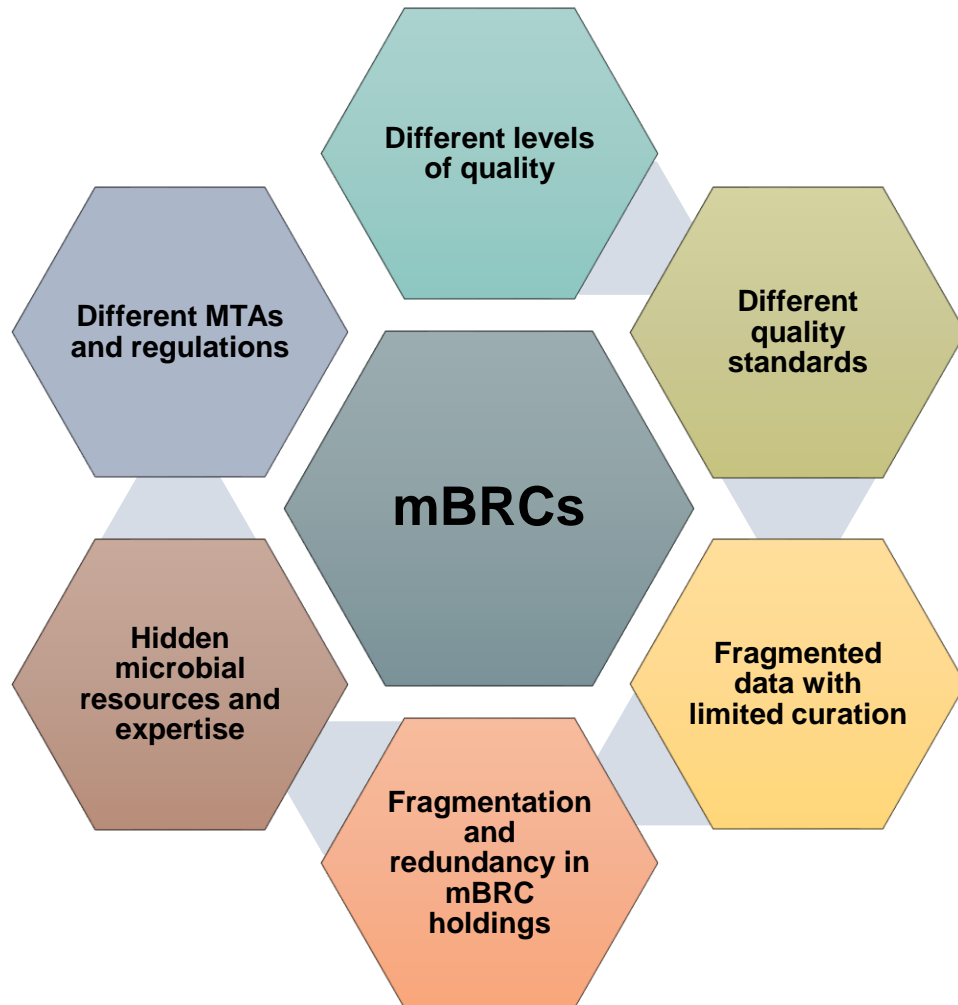 Different levels
of quality
Different
quality
standards
Fragmented
data with
limited curation
Fragmentation
and
redundancy in
mBRC
holdings
Hidden
microbial
resources and
expertise
Different MTAs
and regulations
mBRCs